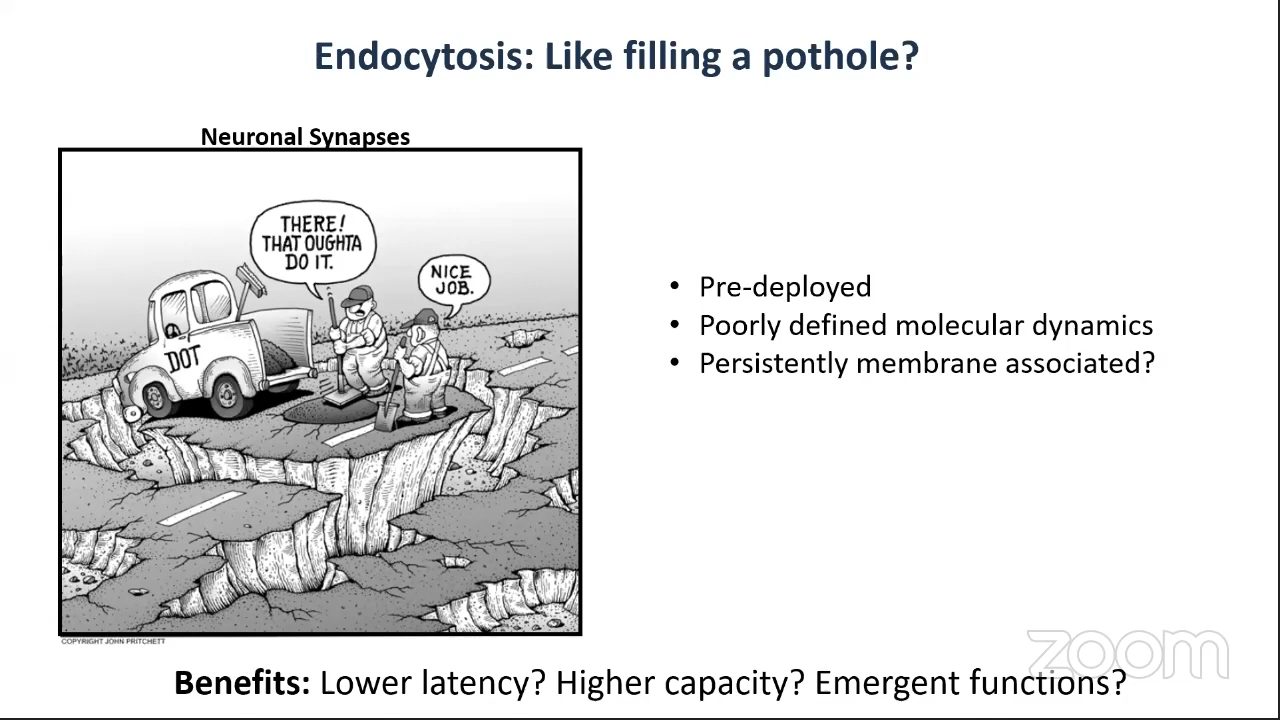 Endocytosis: Like filling a pothole?
Neuronal Synapses
THERE!
THAT OUGHTA
DO IT.
NICE
JOB.
DOT
• Pre-deployed
• Poorly defined molecular dynamics
• Persistently membrane associated?
COPYRIGHT JOHN PRITCHETT
zoom
Benefits: Lower latency? Higher capacity? Emergent functions?